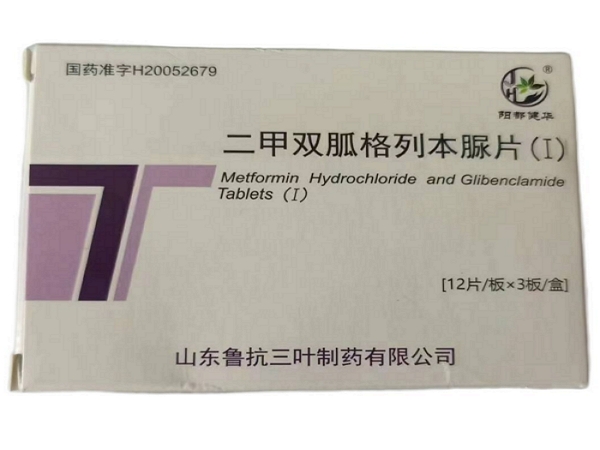 国药准字H20052679
®
阳都健华
二甲双胍格列本脲片(I)
Metformin Hydrochloride and Glibenclamide
Tablets (I)
[12片/板×3板/盒]
山东鲁抗三叶制药有限公司